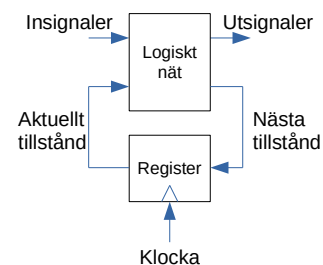 Insignaler
Utsignaler
Logiskt
nät
Aktuellt
tillstånd
Nästa
tillstånd
Register
Klocka